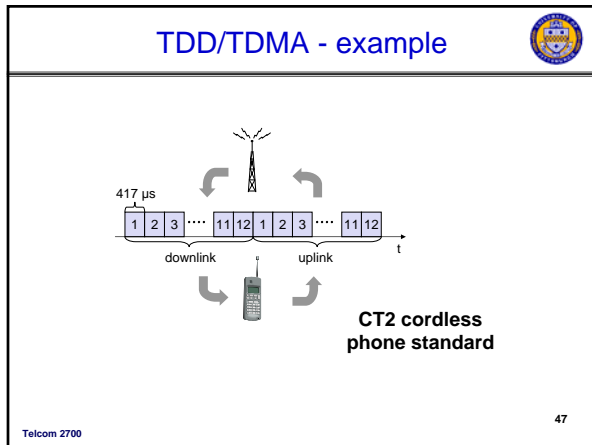 TDD/TDMA - example
417 µs
1 2 3 .... 11 12 1 2 3 .... 11 12
t
downlink uplink
CT2 cordless
phone standard
47
Telcom 2700